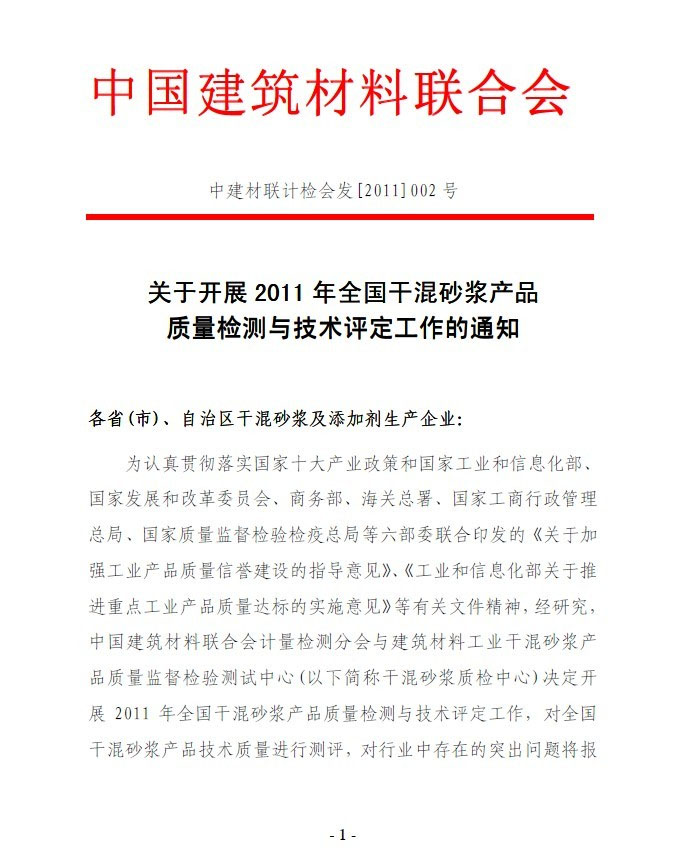 中国建筑材料联合会
中建材联计检会发[2011]002 号
关于开展 2011 年全国干混砂浆产品
质量检测与技术评定工作的通知
各省(市)、自治区干混砂浆及添加剂生产企业:
为认真贯彻落实国家十大产业政策和国家工业和信息化部、
国家发展和改革委员会、商务部、海关总署、国家工商行政管理
总局、国家质量监督检验检疫总局等六部委联合印发的《关于加
强工业产品质量信誉建设的指导意见》、《工业和信息化部关于推
进重点工业产品质量达标的实施意见》等有关文件精神,经研究,
中国建筑材料联合会计量检测分会与建筑材料工业干混砂浆产
品质量监督检验测试中心(以下简称干混砂浆质检中心)决定开
展 2011 年全国干混砂浆产品质量检测与技术评定工作，对全国
干混砂浆产品技术质量进行测评，对行业中存在的突出问题将报
- 1 -